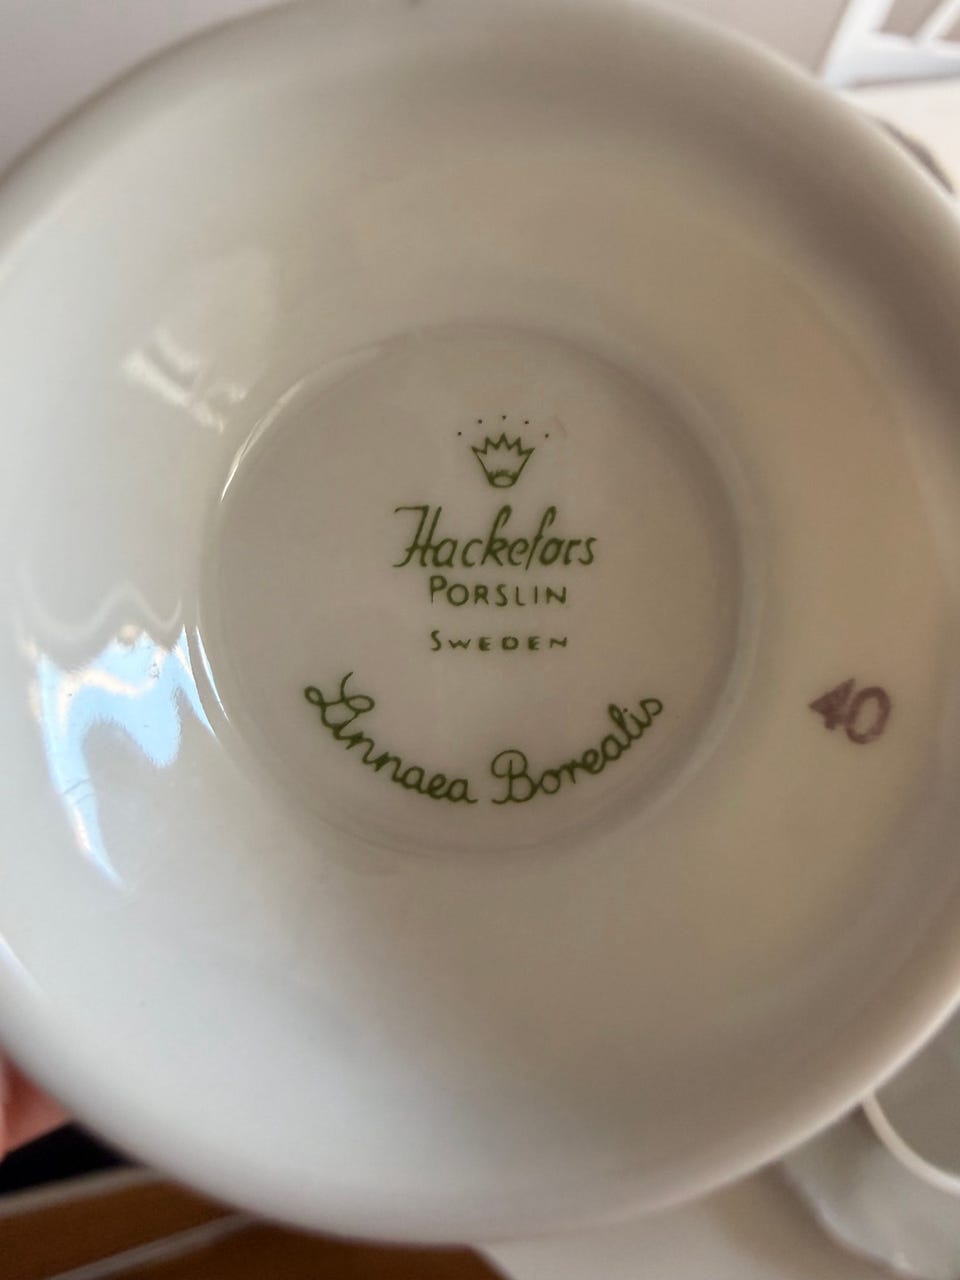 Hackefors
PORSLIN
SWEDEN
Linnaea Borealis
40